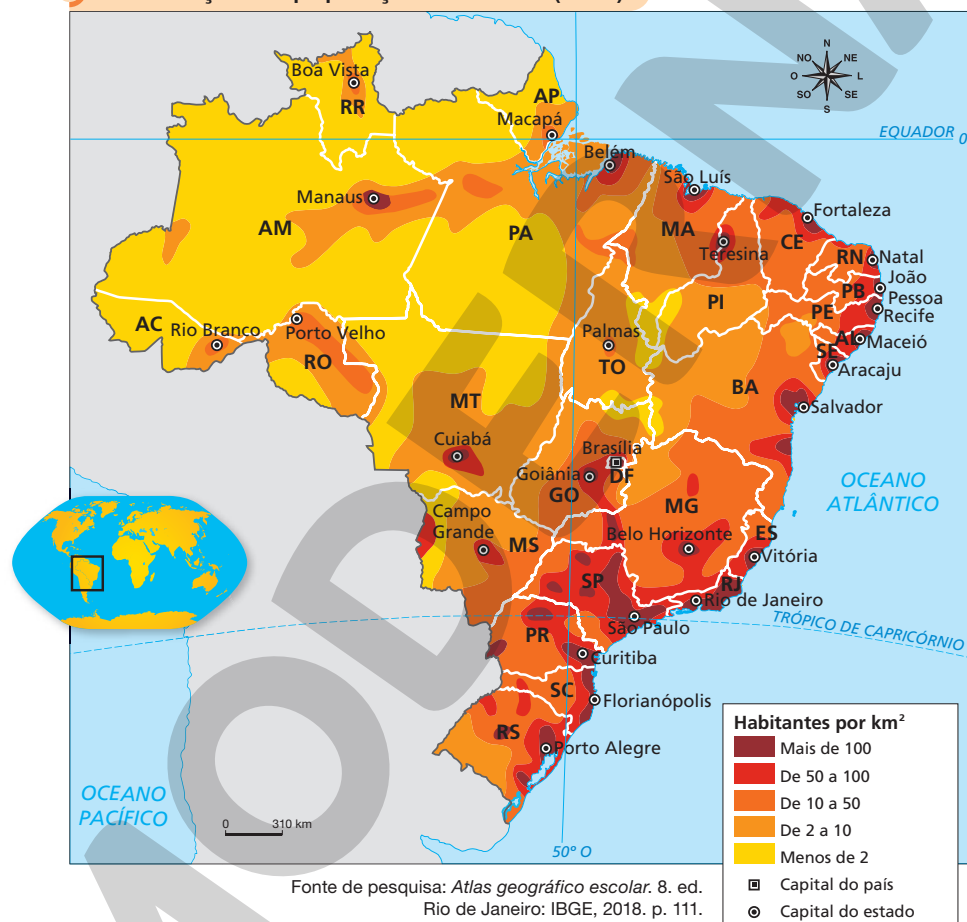 N
NO NE
O L
SO SE
S
Boa Vista
RR
AP
Macapá
EQUADOR 0
Belém
São Luís
Manaus
Fortaleza
AM
PA
MA
CE
Teresina
RN
Natal
João
Pessoa
PB
PI
PE
Recife
AC
Rio Branco
Porto Velho
Palmas
AL
Maceió
RO
TO
SE
Aracaju
BA
MT
Salvador
Cuiabá
Brasília
Goiânia
DF
GO
OCEANO
ATLÂNTICO
MG
Campo
Grande
MS
Belo Horizonte
ES
Vitória
SP
RJ
Rio de Janeiro
São Paulo
TRÓPICO DE CAPRICÓRNIO
PR
Curitiba
SC
Florianópolis
RS
Porto Alegre
OCEANO
PACÍFICO
0 310 km
50º O
Habitantes por km²
Mais de 100
De 50 a 100
De 10 a 50
De 2 a 10
Menos de 2
Capital do país
Capital do estado
Fonte de pesquisa: Atlas geográfico escolar. 8. ed.
Rio de Janeiro: IBGE, 2018. p. 111.